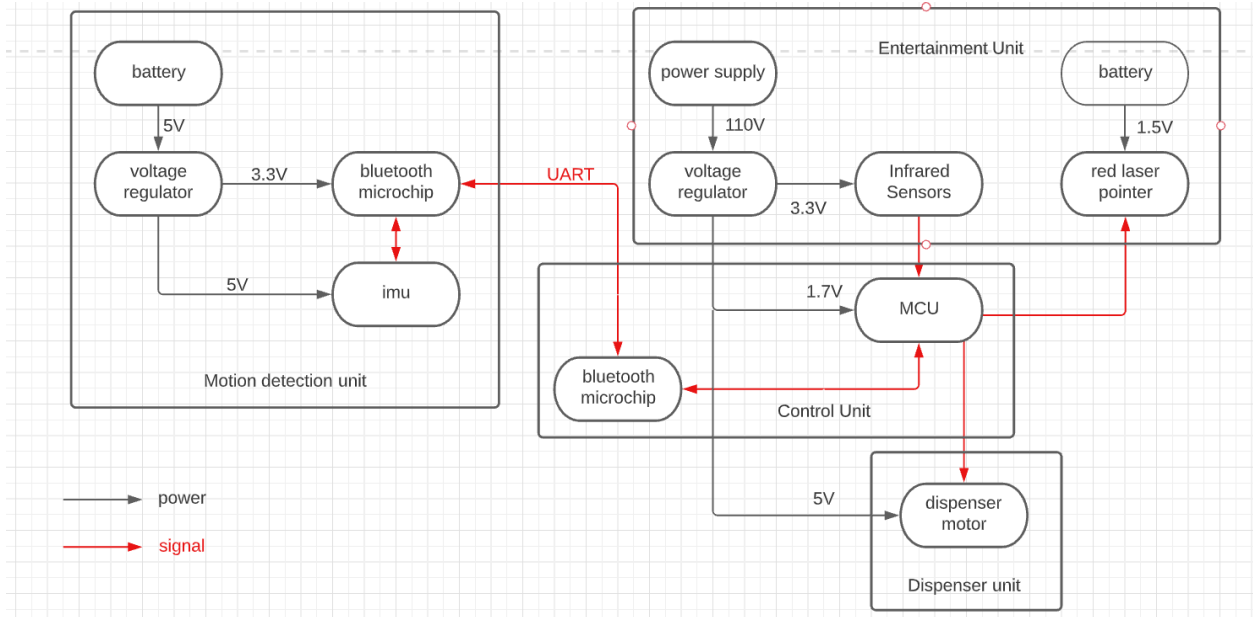 battery
5V
voltage
regulator
3.3V
bluetooth
microchip
5V
imu
Motion detection unit
UART
Entertainment Unit
power supply
110V
voltage
regulator
3.3V
Infrared
Sensors
battery
1.5V
red laser
pointer
1.7V
MCU
bluetooth
microchip
Control Unit
5V
dispenser
motor
Dispenser unit
power
signal